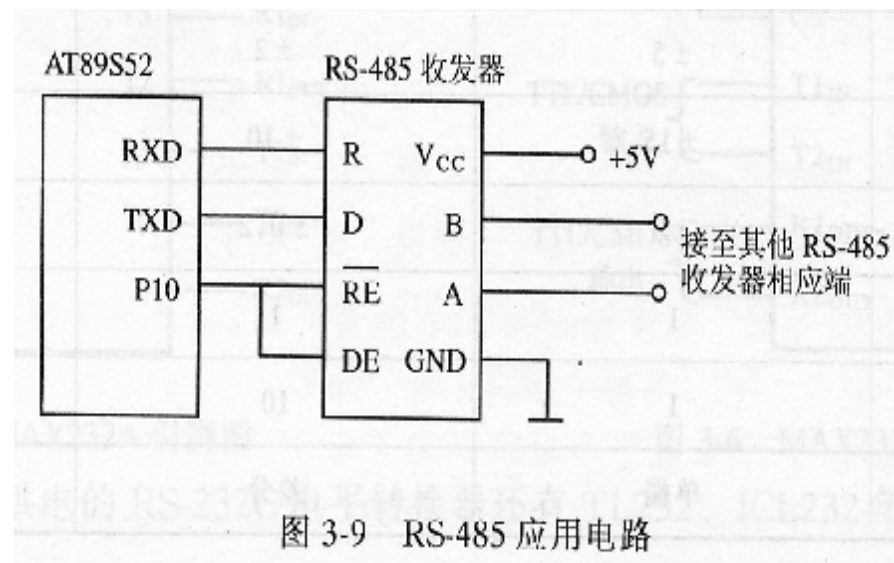 AT89S52
RS-485 收发器
RXD
R
VCC
+5V
TXD
D
B
接至其他 RS-485
收发器相应端
P10
RE
A
DE
GND
图 3-9 RS-485 应用电路